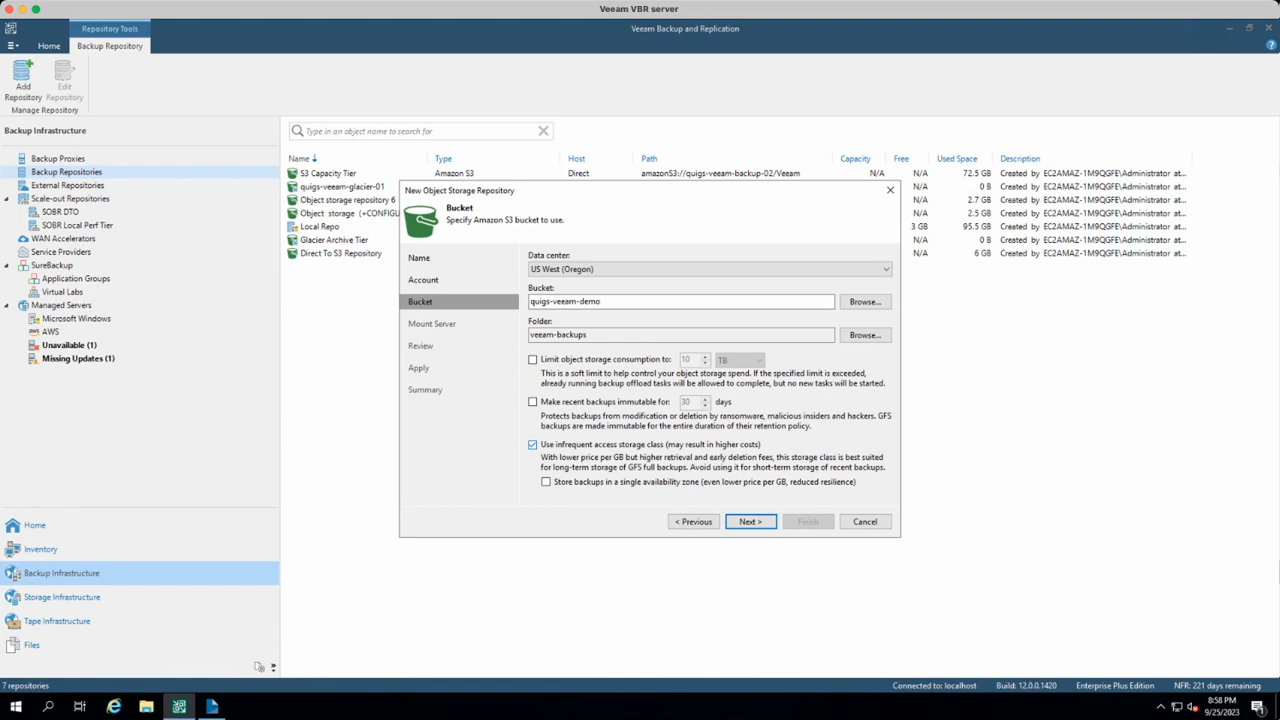 Veeam VBR server
Repository Tools
Veeam Backup and Replication
Home
Backup Repository
Add Repository
Edit Repository
Manage Repository
Backup Infrastructure
Type in an object name to search for
Backup Proxies
Backup Repositories
External Repositories
Scale-out Repositories
SOBR DTO
SOBR Local Perf Tier
WAN Accelerators
Service Providers
SureBackup
Application Groups
Virtual Labs
Managed Servers
Microsoft Windows
AWS
Unavailable (1)
Missing Updates (1)
Home
Inventory
Backup Infrastructure
Storage Infrastructure
Tape Infrastructure
Files
Name Type Host Path Capacity Free Used Space Description
S3 Capacity Tier Amazon S3 Direct amazonS3://quigs-veeam-backup-02/Veeam N/A N/A 72.5 GB Created by EC2AMAZ-1M9QGFE\Administrator at...
quigs-veeam-glacier-01 N/A 0 B Created by EC2AMAZ-1M9QGFE\Administrator at...
Object storage repository 6 N/A 2.7 GB Created by EC2AMAZ-1M9QGFE\Administrator at...
Object storage (+CONFIGU N/A 2.5 GB Created by EC2AMAZ-1M9QGFE\Administrator at...
Local Repo 3 GB 95.5 GB Created by EC2AMAZ-1M9QGFE\Administrator at...
Glacier Archive Tier N/A 0 B Created by EC2AMAZ-1M9QGFE\Administrator at...
Direct To S3 Repository N/A 6 GB Created by EC2AMAZ-1M9QGFE\Administrator at...
New Object Storage Repository
Bucket
Specify Amazon S3 bucket to use.
Name
Account
Bucket
Mount Server
Review
Apply
Summary
Data center:
US West (Oregon)
Bucket:
quigs-veeam-demo Browse...
Folder:
veeam-backups Browse...
Limit object storage consumption to: 10 TB
This is a soft limit to help control your object storage spend. If the specified limit is exceeded,
already running backup offload tasks will be allowed to complete, but no new tasks will be started.
Make recent backups immutable for: 30 days
Protects backups from modification or deletion by ransomware, malicious insiders and hackers. GFS
backups are made immutable for the entire duration of their retention policy.
Use infrequent access storage class (may result in higher costs)
With lower price per GB but higher retrieval and early deletion fees, this storage class is best suited
for long-term storage of GFS full backups. Avoid using it for short-term storage of recent backups.
Store backups in a single availability zone (even lower price per GB, reduced resilience)
< Previous Next > Finish Cancel
7 repositories
Connected to: localhost Build: 12.0.0.1420 Enterprise Plus Edition NFR: 221 days remaining
8:58 PM
9/25/2023